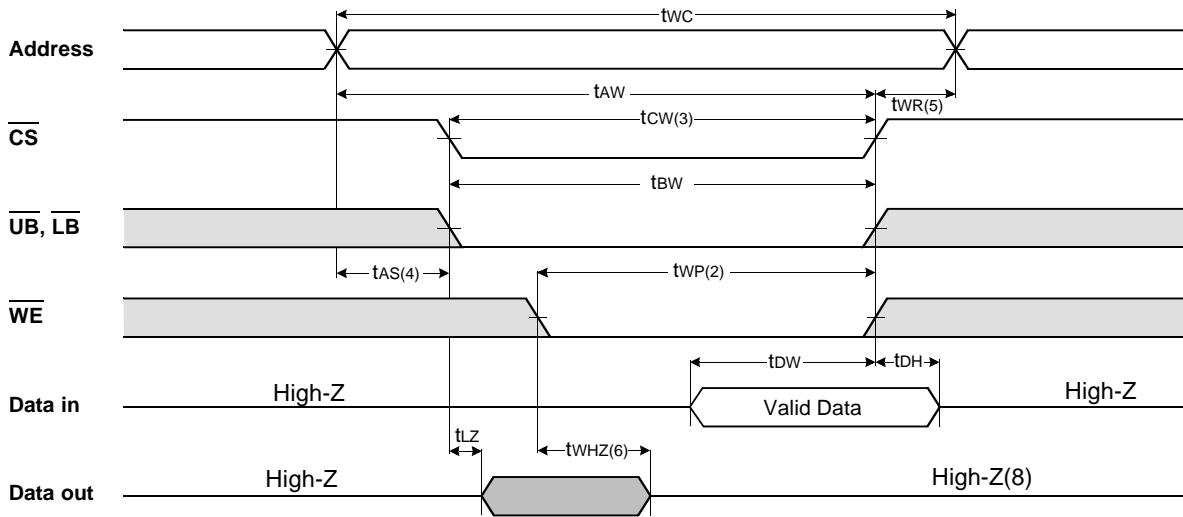 tWC
Address
tAW
tWR(5)
CS
tCW(3)
tBW
UB, LB
tAS(4)
tWP(2)
WE
tDW
tDH
Data in
High-Z
Valid Data
High-Z
tLZ
tWHZ(6)
Data out
High-Z
High-Z(8)